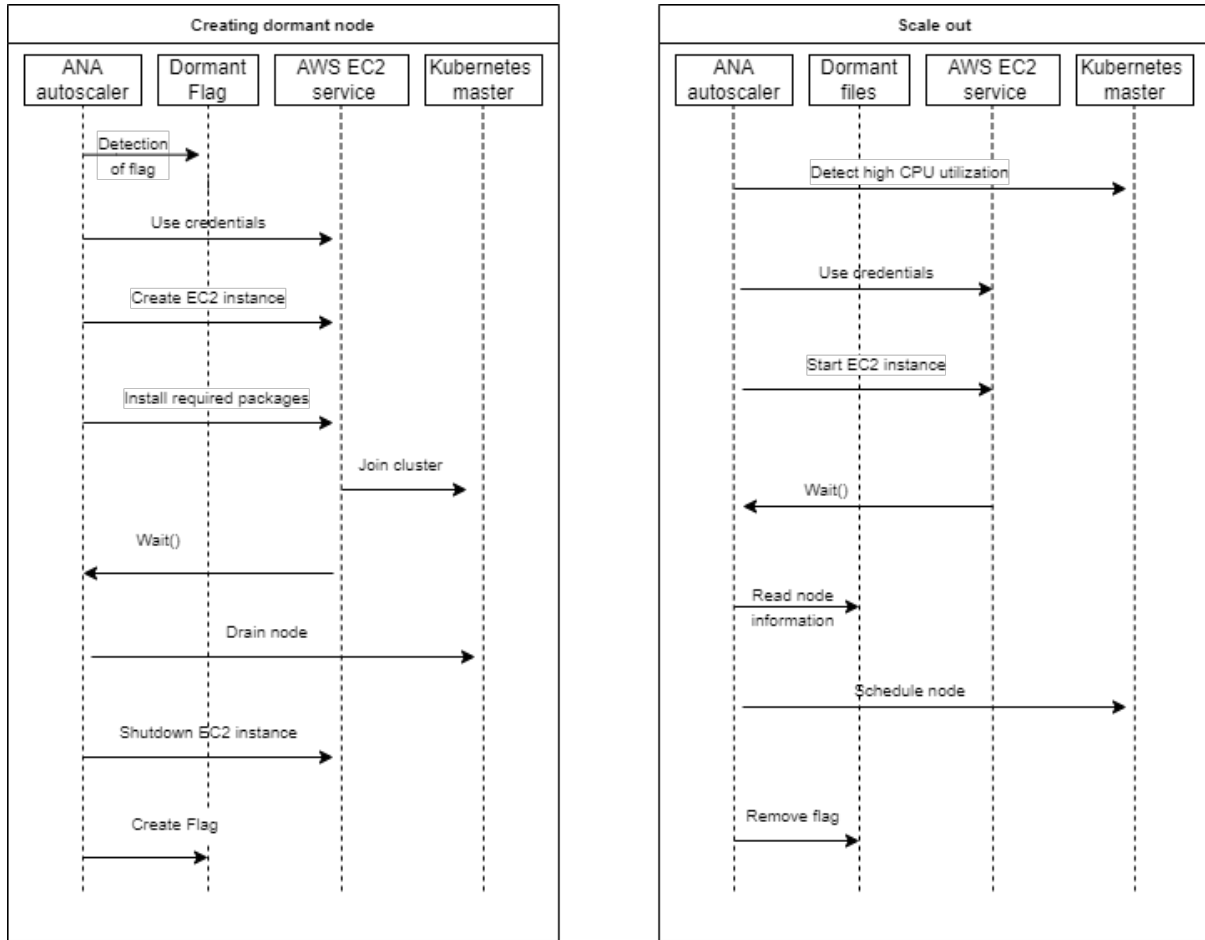 Creating dormant node
ANA
autoscaler
Dormant
Flag
AWS EC2
service
Kubernetes
master
Detection
of flag
Use credentials
Create EC2 instance
Install required packages
Join cluster
Wait()
Drain node
Shutdown EC2 instance
Create Flag
Scale out
ANA
autoscaler
Dormant
files
AWS EC2
service
Kubernetes
master
Detect high CPU utilization
Use credentials
Start EC2 instance
Wait()
Read node
information
Schedule node
Remove flag